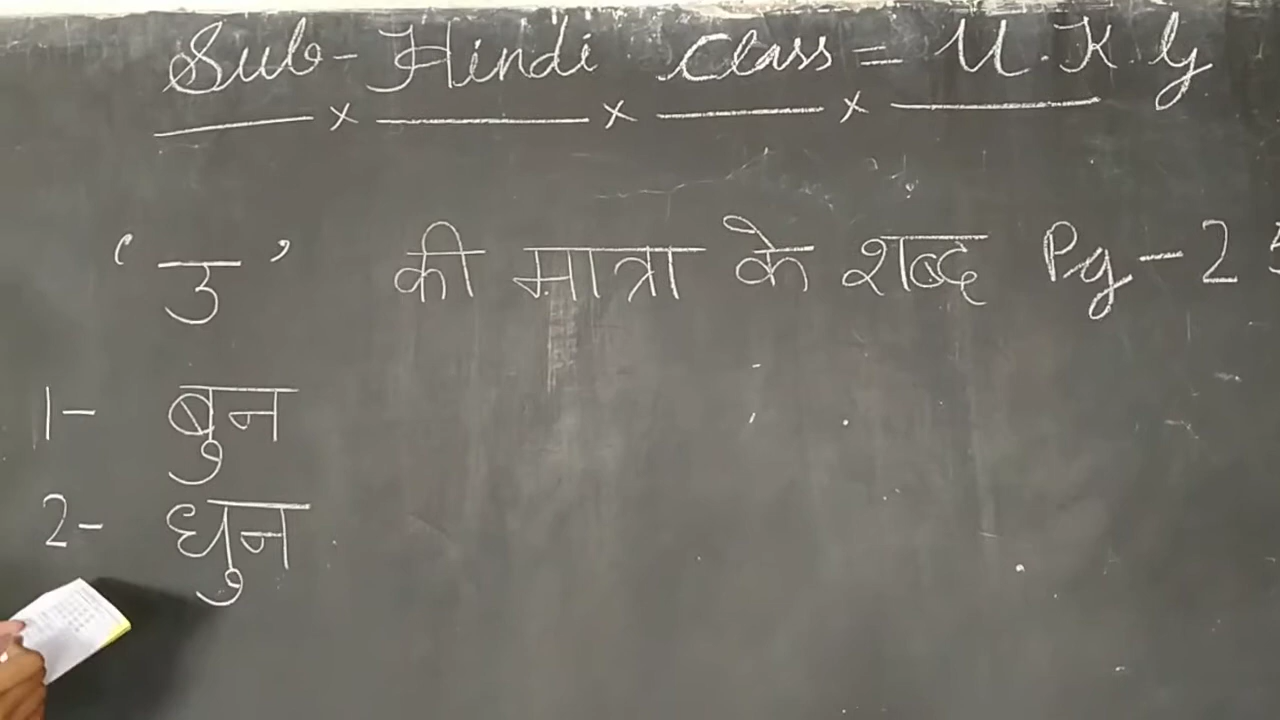 Sub - Hindi Class = U.K.G
‘उ’ की मात्रा के शब्द Pg - 2
1- बुन
2- धुन